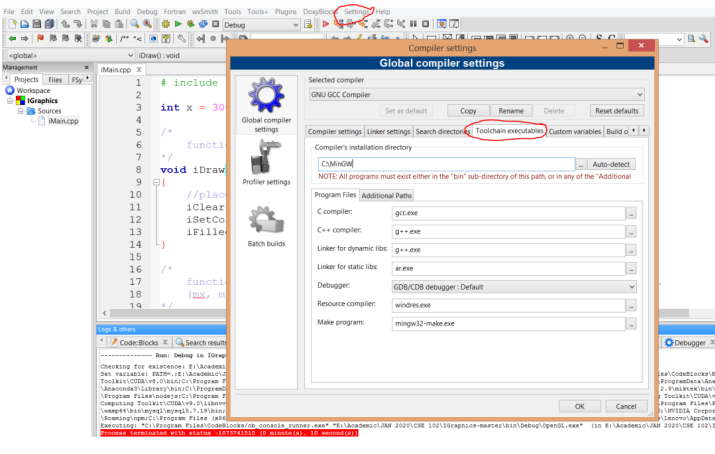 File Edit View Search Project Build Debug Fortran wxSmith Tools Tools+ Plugins DoxyBlocks Settings Help
Debug
<global>
iDraw() : void
Management
Projects Files FSy
Workspace
IGraphics
Sources
iMain.cpp
iMain.cpp X
1 # include
2
3 int x = 30
4
5 /*
6 functi
7 */
8 void iDraw
9 {
10 //plac
11 iClear
12 iSetCo
13 iFille
14 }
15
16 /*
17 functi
18 (mx, m
19 */
Compiler settings
Global compiler settings
Global compiler settings
Profiler settings
Batch builds
Selected compiler
GNU GCC Compiler
Set as default Copy Rename Delete Reset defaults
Compiler settings Linker settings Search directories Toolchain executables Custom variables Build o
Compiler's installation directory
C:\MinGW
... Auto-detect
NOTE: All programs must exist either in the "bin" sub-directory of this path, or in any of the "Additional
Program Files Additional Paths
C compiler: gcc.exe ...
C++ compiler: g++.exe ...
Linker for dynamic libs: g++.exe ...
Linker for static libs: ar.exe ...
Debugger: GDB/CDB debugger : Default
Resource compiler: windres.exe ...
Make program: mingw32-make.exe ...
OK Cancel
Logs & others
Code::Blocks X Search results
Debugger X
-------------- Run: Debug in IGrap
Checking for existence: E:\Academi
Set variable: PATH=.;E:\Academic\J
Toolkit\CUDA\v8.0\bin;C:\Program F
\Anaconda3\Library\bin;C:\ProgramD
\Program Files\nodejs;C:\Program F
Computing Toolkit\CUDA\v9.0\libnvv
\wamp64\bin\mysql\mysql5.7.19\bin;
\Roaming\npm;C:\Program Files (x86
Executing: "C:\Program Files\CodeBlocks/cb_console_runner.exe" "E:\Academic\JAN 2020\CSE 102\IGraphics-master\bin\Debug\OpenGL.exe" (in E:\Academic\JAN 2020\CSE 102\I
Process terminated with status -1073741510 (0 minute(s), 10 second(s))